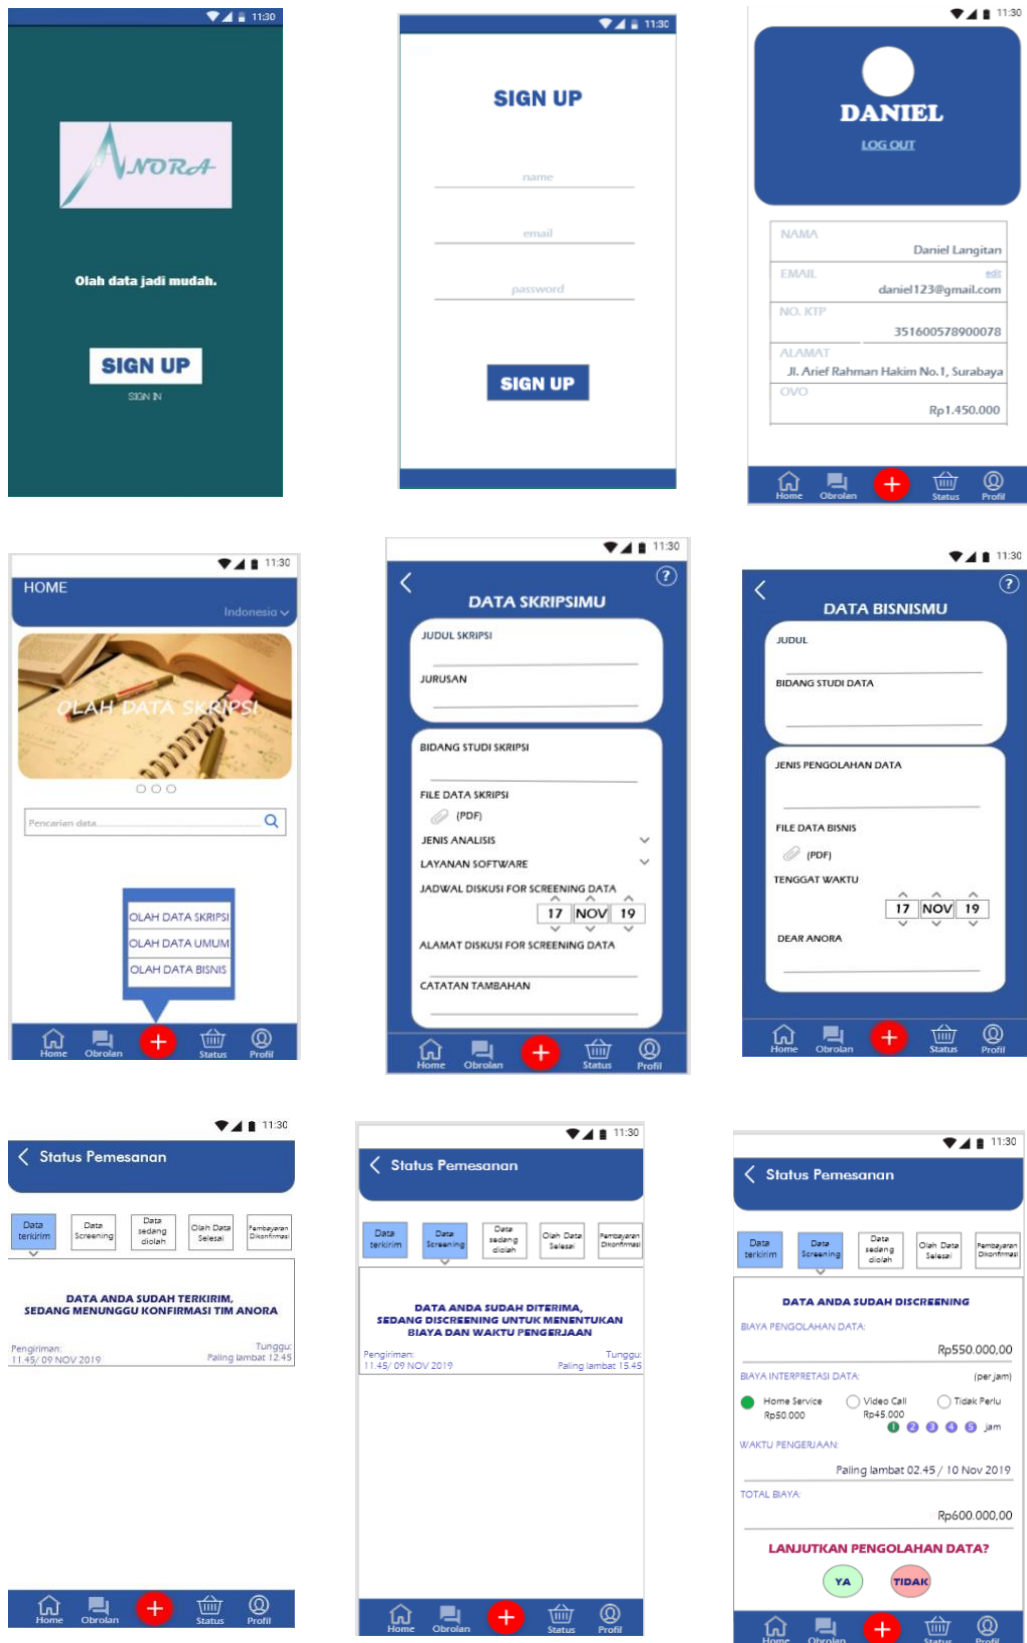 11:30
ANORA
Olah data jadi mudah.
SIGN UP
SIGN IN
11:30
SIGN UP
name
email
password
SIGN UP
11:30
DANIEL
LOG OUT
NAMA
Daniel Langitan
EMAIL
edit
daniel123@gmail.com
NO. KTP
351600578900078
ALAMAT
Jl. Arief Rahman Hakim No.1, Surabaya
OVO
Rp1.450.000
Home Obrolan + Status Profil
11:30
HOME
Indonesia
OLAH DATA SKRIPSI...
Pencarian data
OLAH DATA SKRIPSI
OLAH DATA UMUM
OLAH DATA BISNIS
Home Obrolan + Status Profil
11:30
?
DATA SKRIPSIMU
JUDUL SKRIPSI
JURUSAN
BIDANG STUDI SKRIPSI
FILE DATA SKRIPSI
(PDF)
JENIS ANALISIS
LAYANAN SOFTWARE
JADWAL DISKUSI FOR SCREENING DATA
17 NOV 19
ALAMAT DISKUSI FOR SCREENING DATA
CATATAN TAMBAHAN
Home Obrolan + Status Profil
11:30
?
DATA BISNISMU
JUDUL
BIDANG STUDI DATA
JENIS PENGOLAHAN DATA
FILE DATA BISNIS
(PDF)
TENGGAT WAKTU
17 NOV 19
DEAR ANORA
Home Obrolan + Status Profil
11:30
Status Pemesanan
Data terkirim
Data Screening
Data sedang diolah
Olah Data Selesai
Pembayaran Dikonfirmasi
DATA ANDA SUDAH TERKIRIM,
SEDANG MENUNGGU KONFIRMASI TIM ANORA
Pengiriman: Tunggu:
11.45/ 09 NOV 2019 Paling lambat 12.45
Home Obrolan + Status Profil
11:30
Status Pemesanan
Data terkirim
Data Screening
Data sedang diolah
Olah Data Selesai
Pembayaran Dikonfirmasi
DATA ANDA SUDAH DITERIMA,
SEDANG DISCREENING UNTUK MENENTUKAN
BIAYA DAN WAKTU PENGERJAAN
Pengiriman: Tunggu:
11.45/ 09 NOV 2019 Paling lambat 15.45
Home Obrolan + Status Profil
11:30
Status Pemesanan
Data terkirim
Data Screening
Data sedang diolah
Olah Data Selesai
Pembayaran Dikonfirmasi
DATA ANDA SUDAH DISCREENING
BIAYA PENGOLAHAN DATA:
Rp550.000,00
BIAYA INTERPRETASI DATA: (per jam)
Home Service Video Call Tidak Perlu
Rp50.000 Rp45.000
1 2 3 4 5 jam
WAKTU PENGERJAAN:
Paling lambat 02.45 / 10 Nov 2019
TOTAL BIAYA:
Rp600.000,00
LANJUTKAN PENGOLAHAN DATA?
YA TIDAK
Home Obrolan + Status Profil